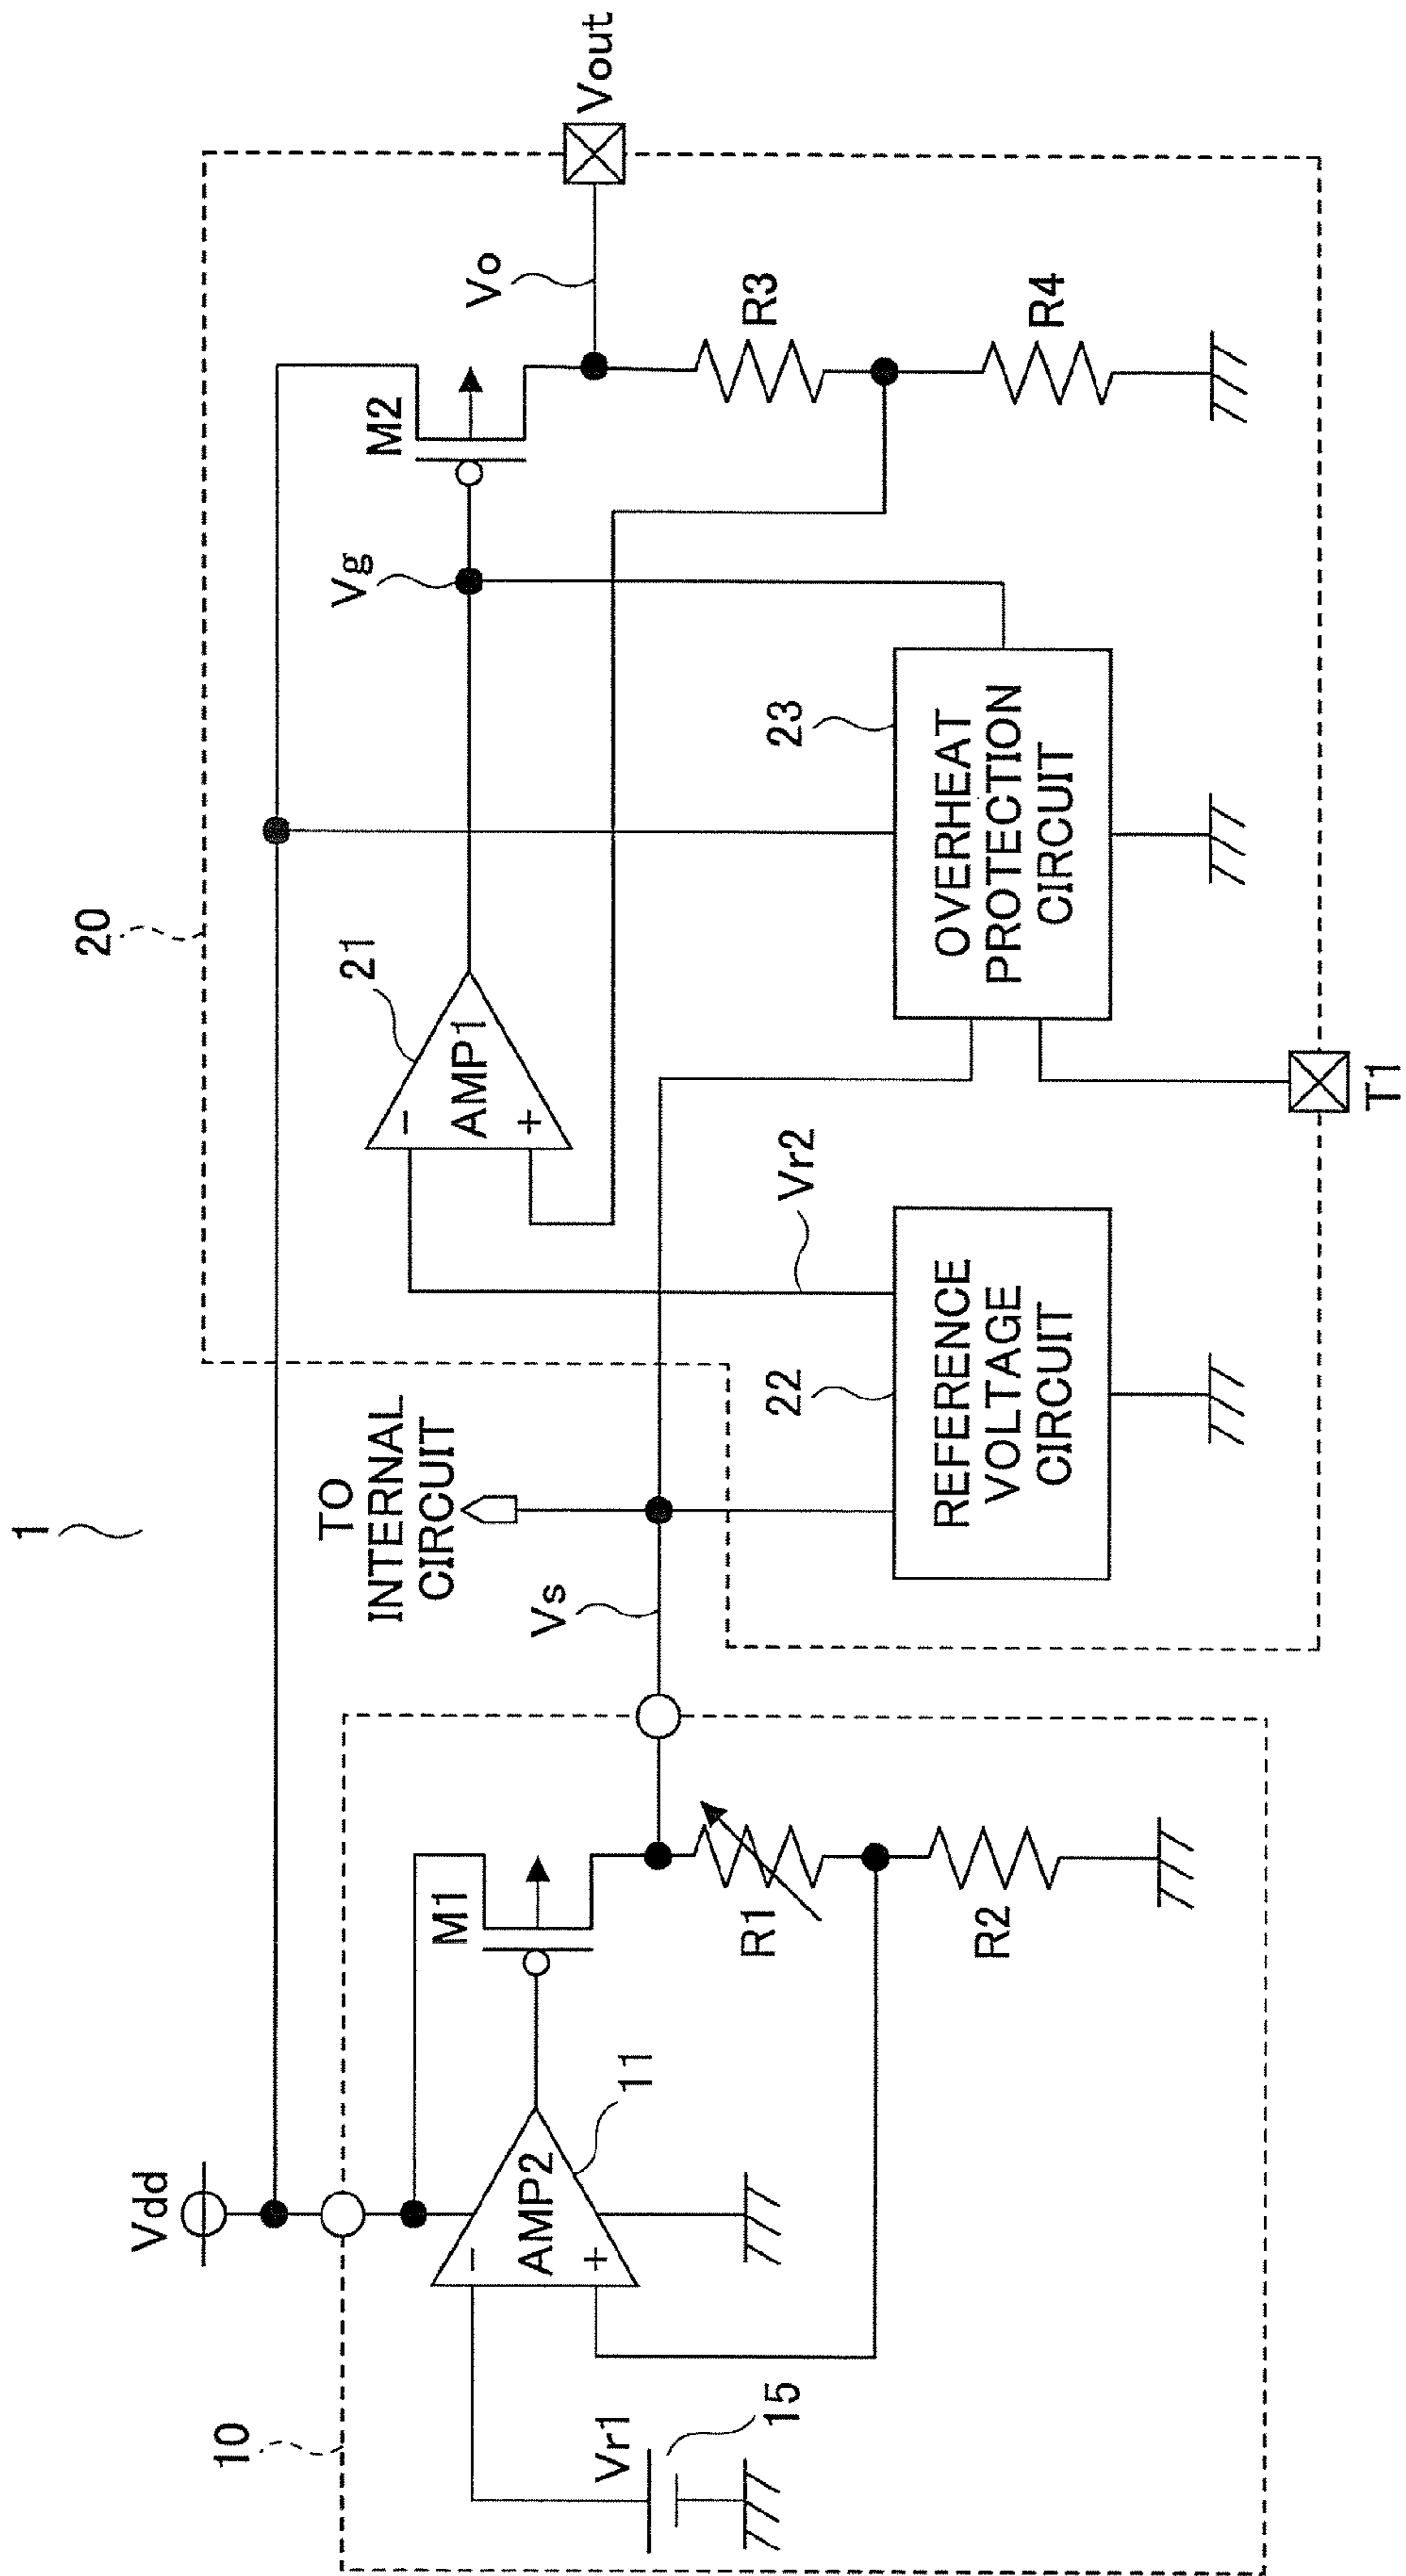 1
Vdd
10
Vr1
15
AMP2
-
+
11
M1
R1
R2
Vs
TO
INTERNAL
CIRCUIT
20
22
REFERENCE
VOLTAGE
CIRCUIT
Vr2
AMP1
-
+
21
23
OVERHEAT
PROTECTION
CIRCUIT
T1
Vg
M2
Vo
R3
R4
Vout